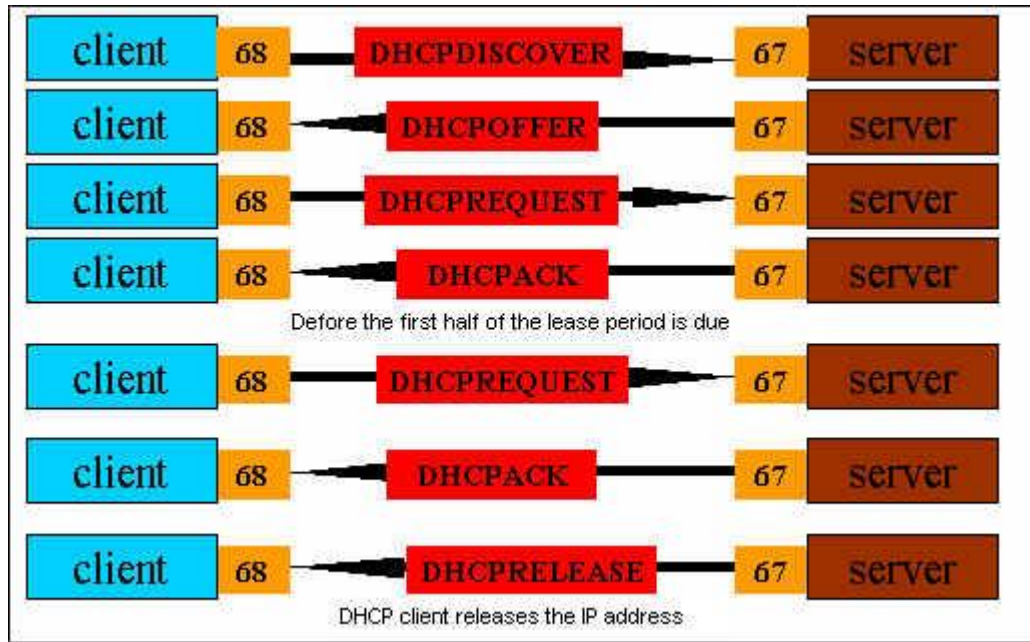 client 68 DHCPDISCOVER 67 server
client 68 DHCPOFFER 67 server
client 68 DHCPREQUEST 67 server
client 68 DHCPACK 67 server
Defore the first half of the lease period is due
client 68 DHCPREQUEST 67 server
client 68 DHCPACK 67 server
client 68 DHCPRELEASE 67 server
DHCP client releases the IP address